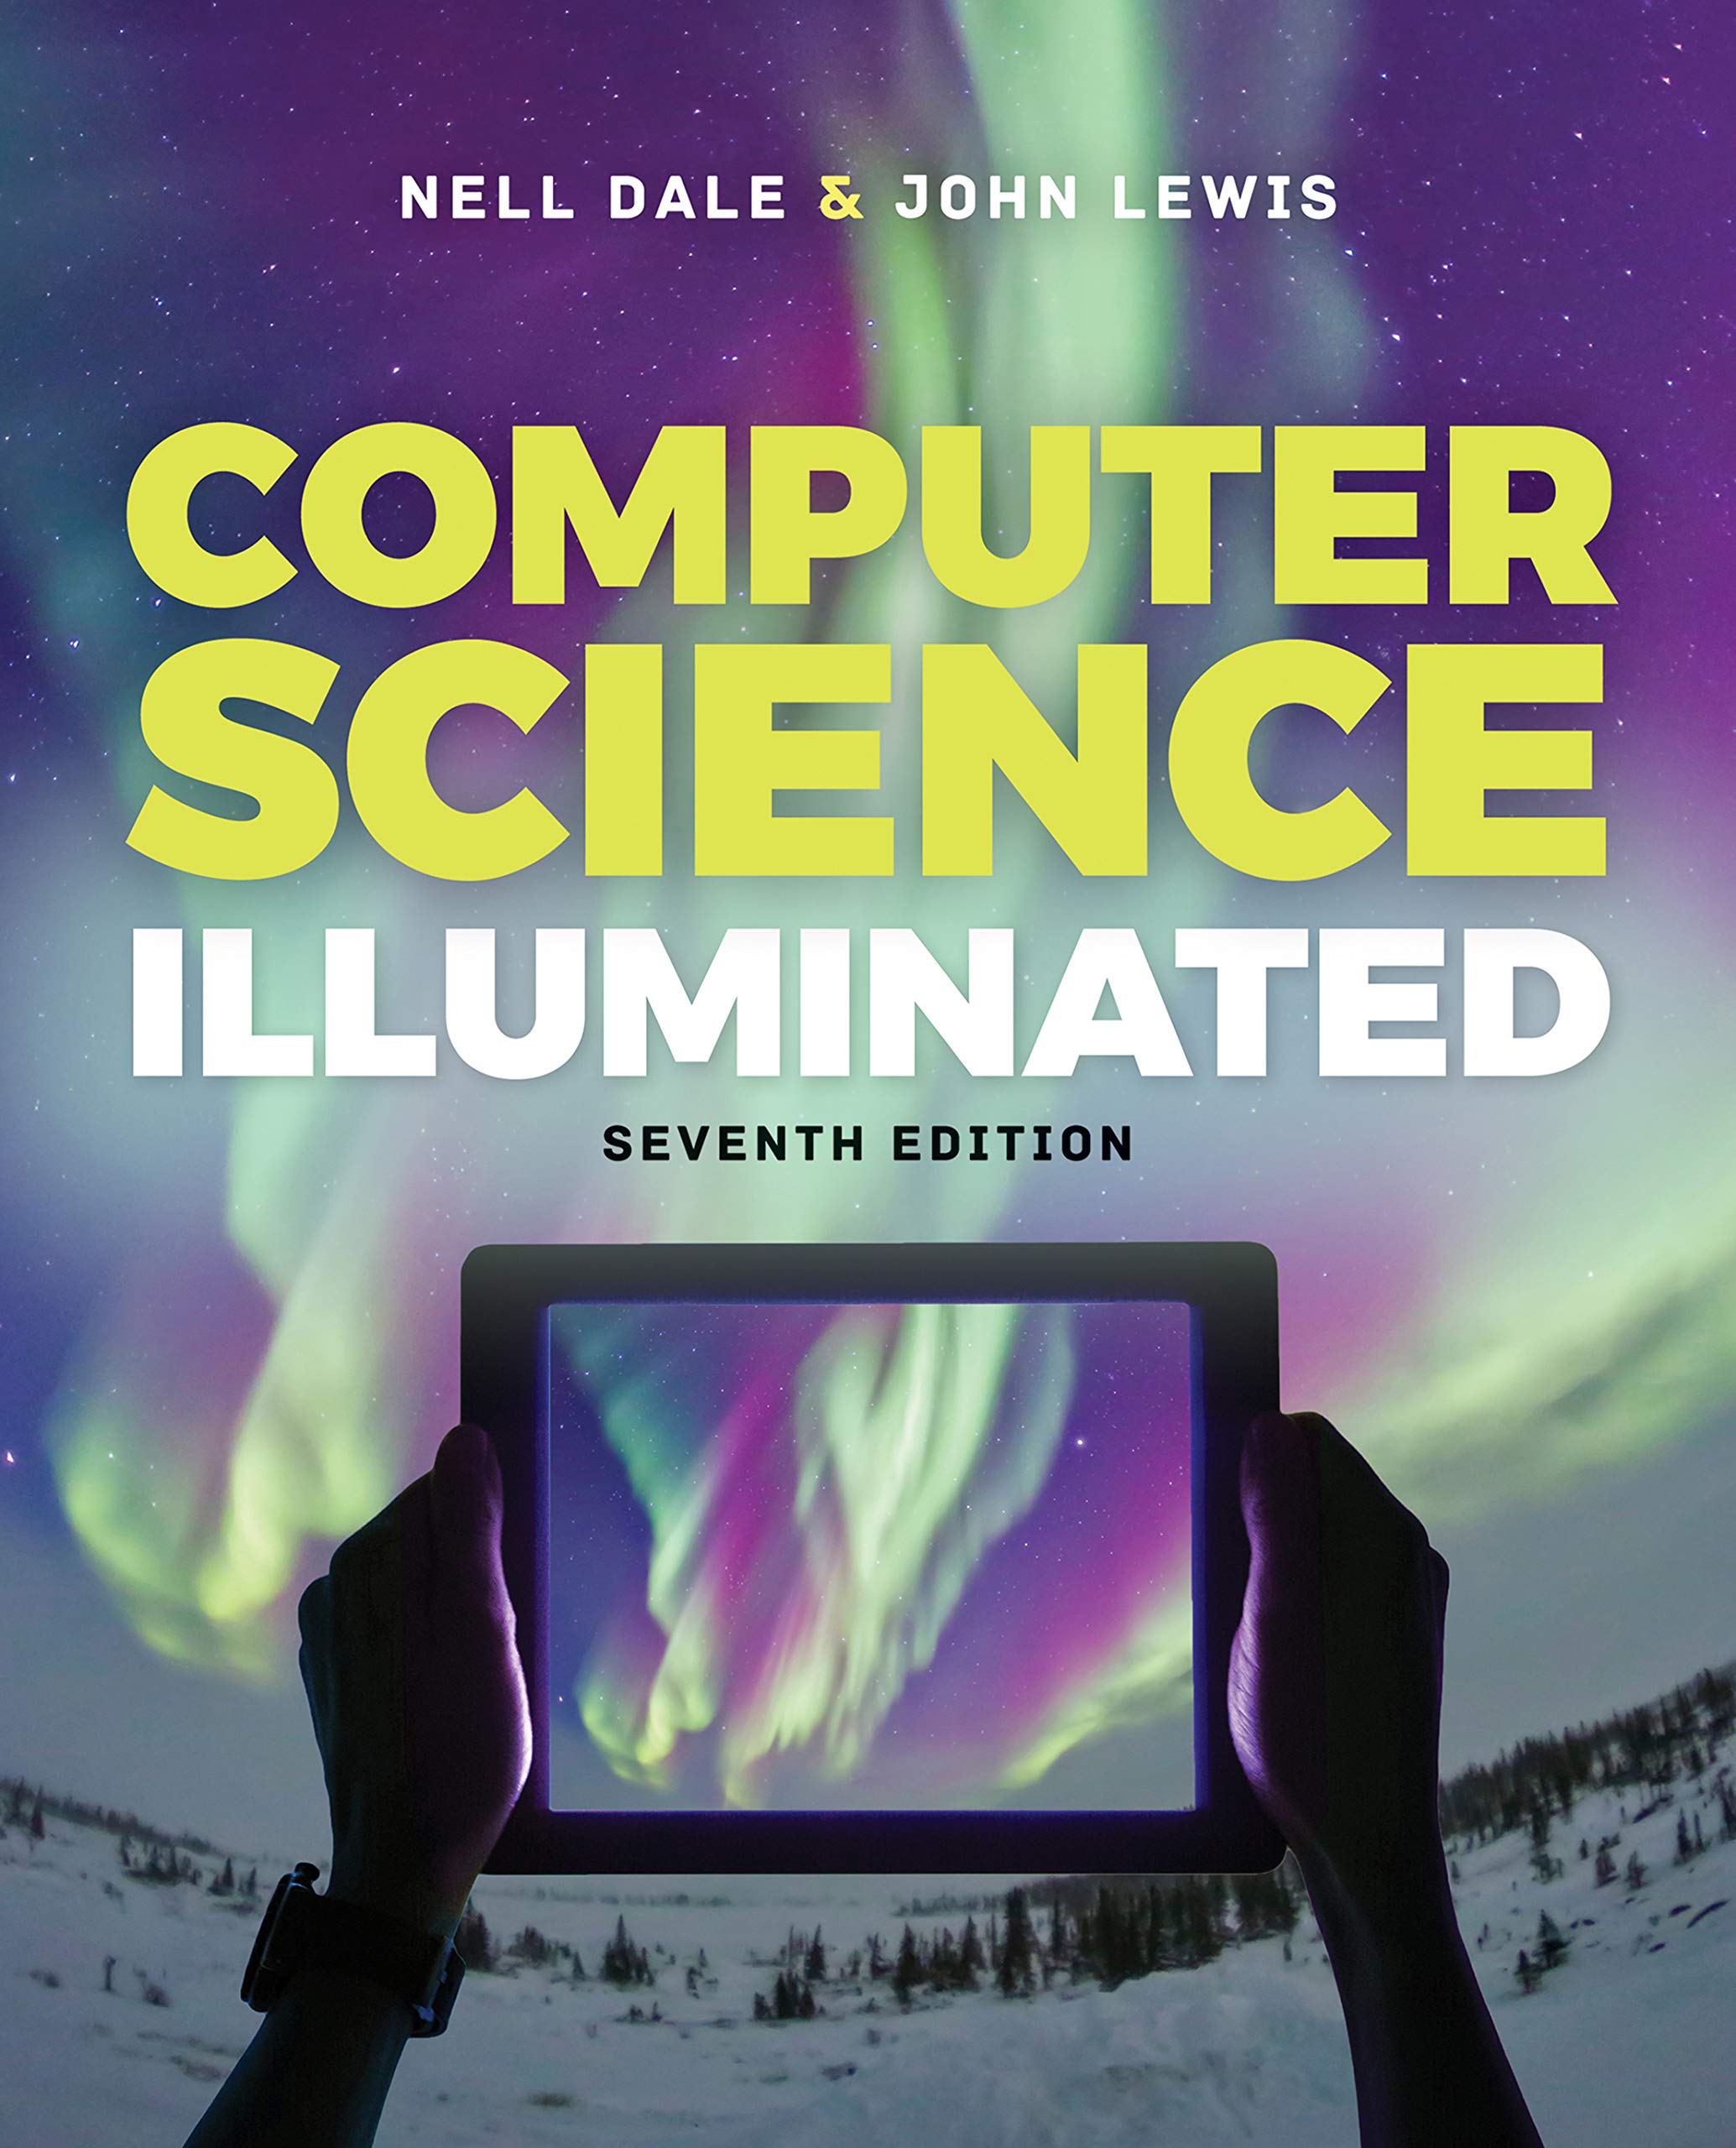 NELL DALE & JOHN LEWIS
COMPUTER
SCIENCE
ILLUMINATED
SEVENTH EDITION